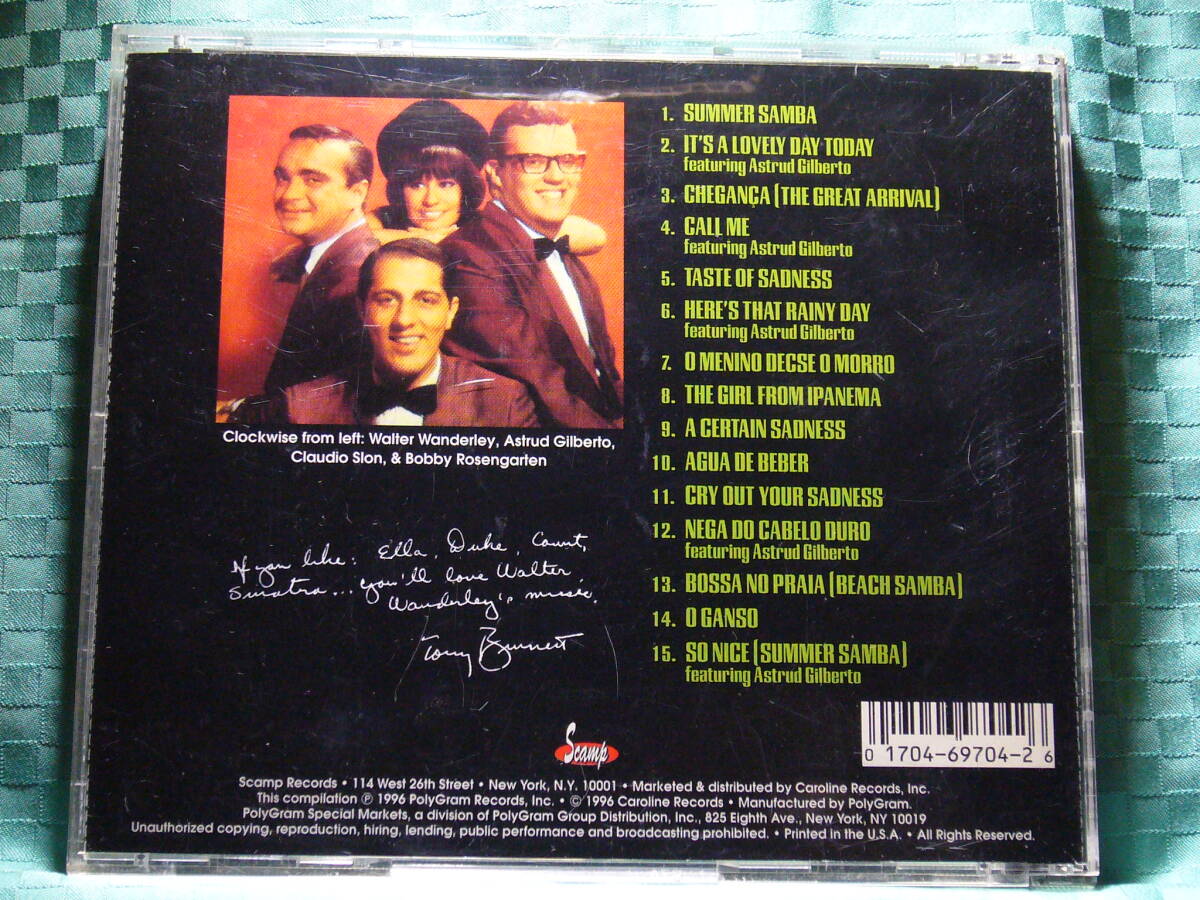 1. SUMMER SAMBA
2. IT'S A LOVELY DAY TODAY
featuring Astrud Gilberto
3. CHEGANÇA (THE GREAT ARRIVAL)
4. CALL ME
featuring Astrud Gilberto
5. TASTE OF SADNESS
6. HERE'S THAT RAINY DAY
featuring Astrud Gilberto
7. O MENINO DECSE O MORRO
8. THE GIRL FROM IPANEMA
9. A CERTAIN SADNESS
10. AGUA DE BEBER
11. CRY OUT YOUR SADNESS
12. NEGA DO CABELO DURO
featuring Astrud Gilberto
13. BOSSA NO PRAIA (BEACH SAMBA)
14. O GANSO
15. SO NICE (SUMMER SAMBA)
featuring Astrud Gilberto
Clockwise from left: Walter Wanderley, Astrud Gilberto,
Claudio Slon, & Bobby Rosengarten
If you like: Ella, Duke, Count,
Sinatra... you'll love Walter
Wanderley's music.
Tony Bennett
Scamp
0 1704-69704-2 6
Scamp Records • 114 West 26th Street • New York, N.Y. 10001 • Marketed & distributed by Caroline Records, Inc.
This compilation ℗ 1996 PolyGram Records, Inc. • © 1996 Caroline Records • Manufactured by PolyGram.
PolyGram Special Markets, a division of PolyGram Group Distribution, Inc., 825 Eighth Ave., New York, NY 10019
Unauthorized copying, reproduction, hiring, lending, public performance and broadcasting prohibited. • Printed in the U.S.A. • All Rights Reserved.